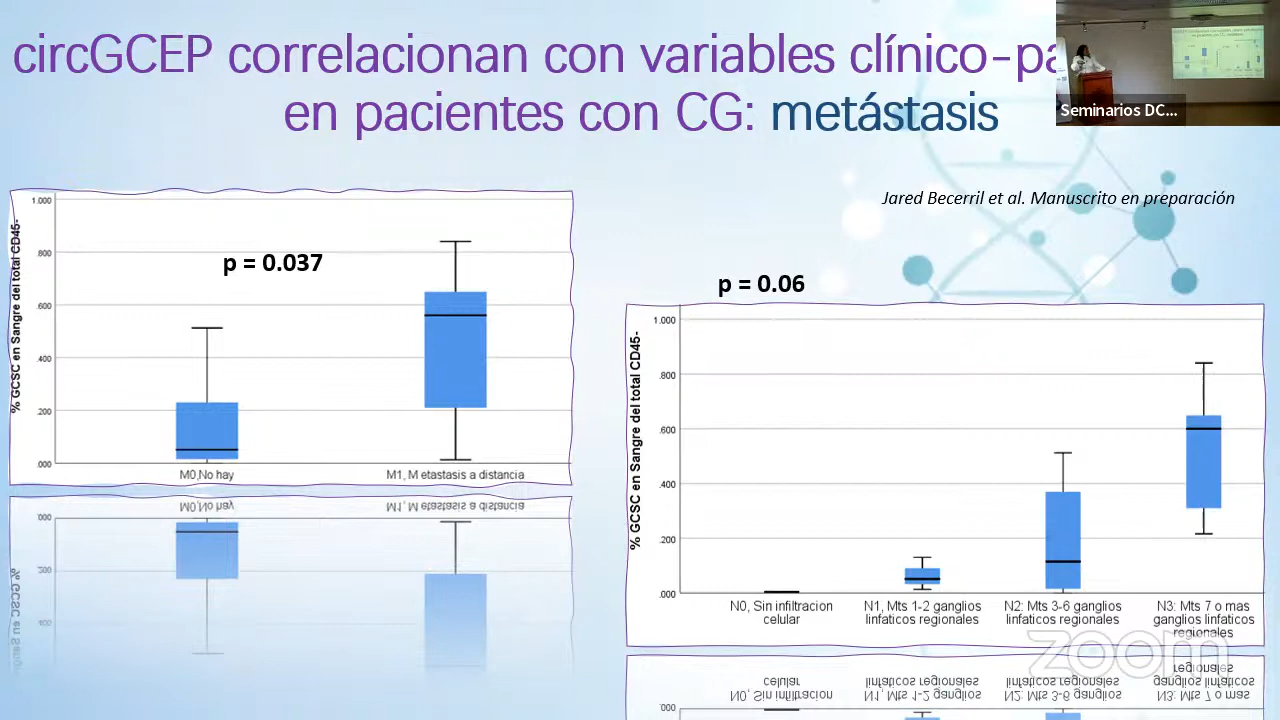 circGCEP correlacionan con variables clínico-pa
en pacientes con CG: metástasis
Seminarios DC...
Jared Becerril et al. Manuscrito en preparación
p = 0.037
% GCSC en Sangre del total CD45-
1.000
.800
.600
.400
.200
.000
M0,No hay
M1, M etastasis a distancia
p = 0.06
% GCSC en Sangre del total CD45-
1.000
.800
.600
.400
.200
.000
N0, Sin infiltracion
celular
N1, Mts 1-2 ganglios
linfaticos regionales
N2: Mts 3-6 ganglios
linfaticos regionales
N3: Mts 7 o mas
ganglios linfaticos
regionales
zoom